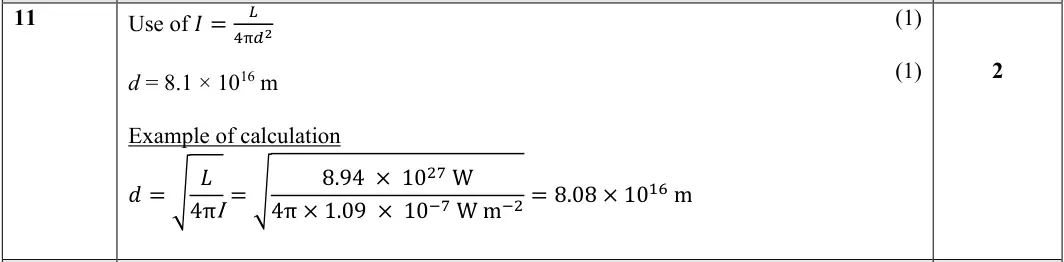 11 Use of 𝐼 = 𝐿/4π𝑑² (1)
d = 8.1 × 10¹⁶ m (1) 2
Example of calculation
𝑑 = √(𝐿/4π𝐼) = √(8.94 × 10²⁷ W/4π × 1.09 × 10⁻⁷ W m⁻²) = 8.08 × 10¹⁶ m